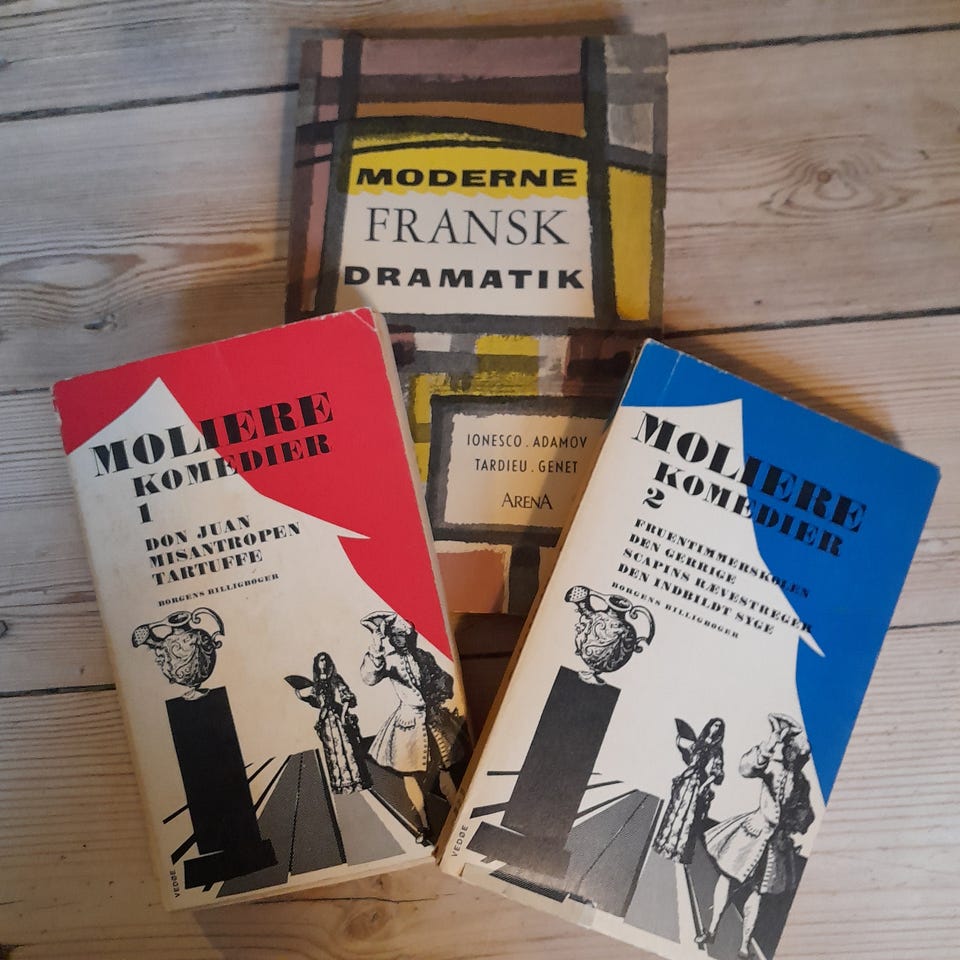 MODERNE
FRANSK
DRAMATIK
IONESCO . ADAMOV
TARDIEU . GENET
ARENA
MOLIERE
KOMEDIER
1
DON JUAN
MISANTROPEN
TARTUFFE
BORGENS BILLIGBØGER
VEDØE
MOLIERE
KOMEDIER
2
FRUENTIMMERSKOLEN
DEN GERRIGE
SCAPINS RÆVESTREGER
DEN INDBILDT SYGE
BORGENS BILLIGBØGER
VEDØE